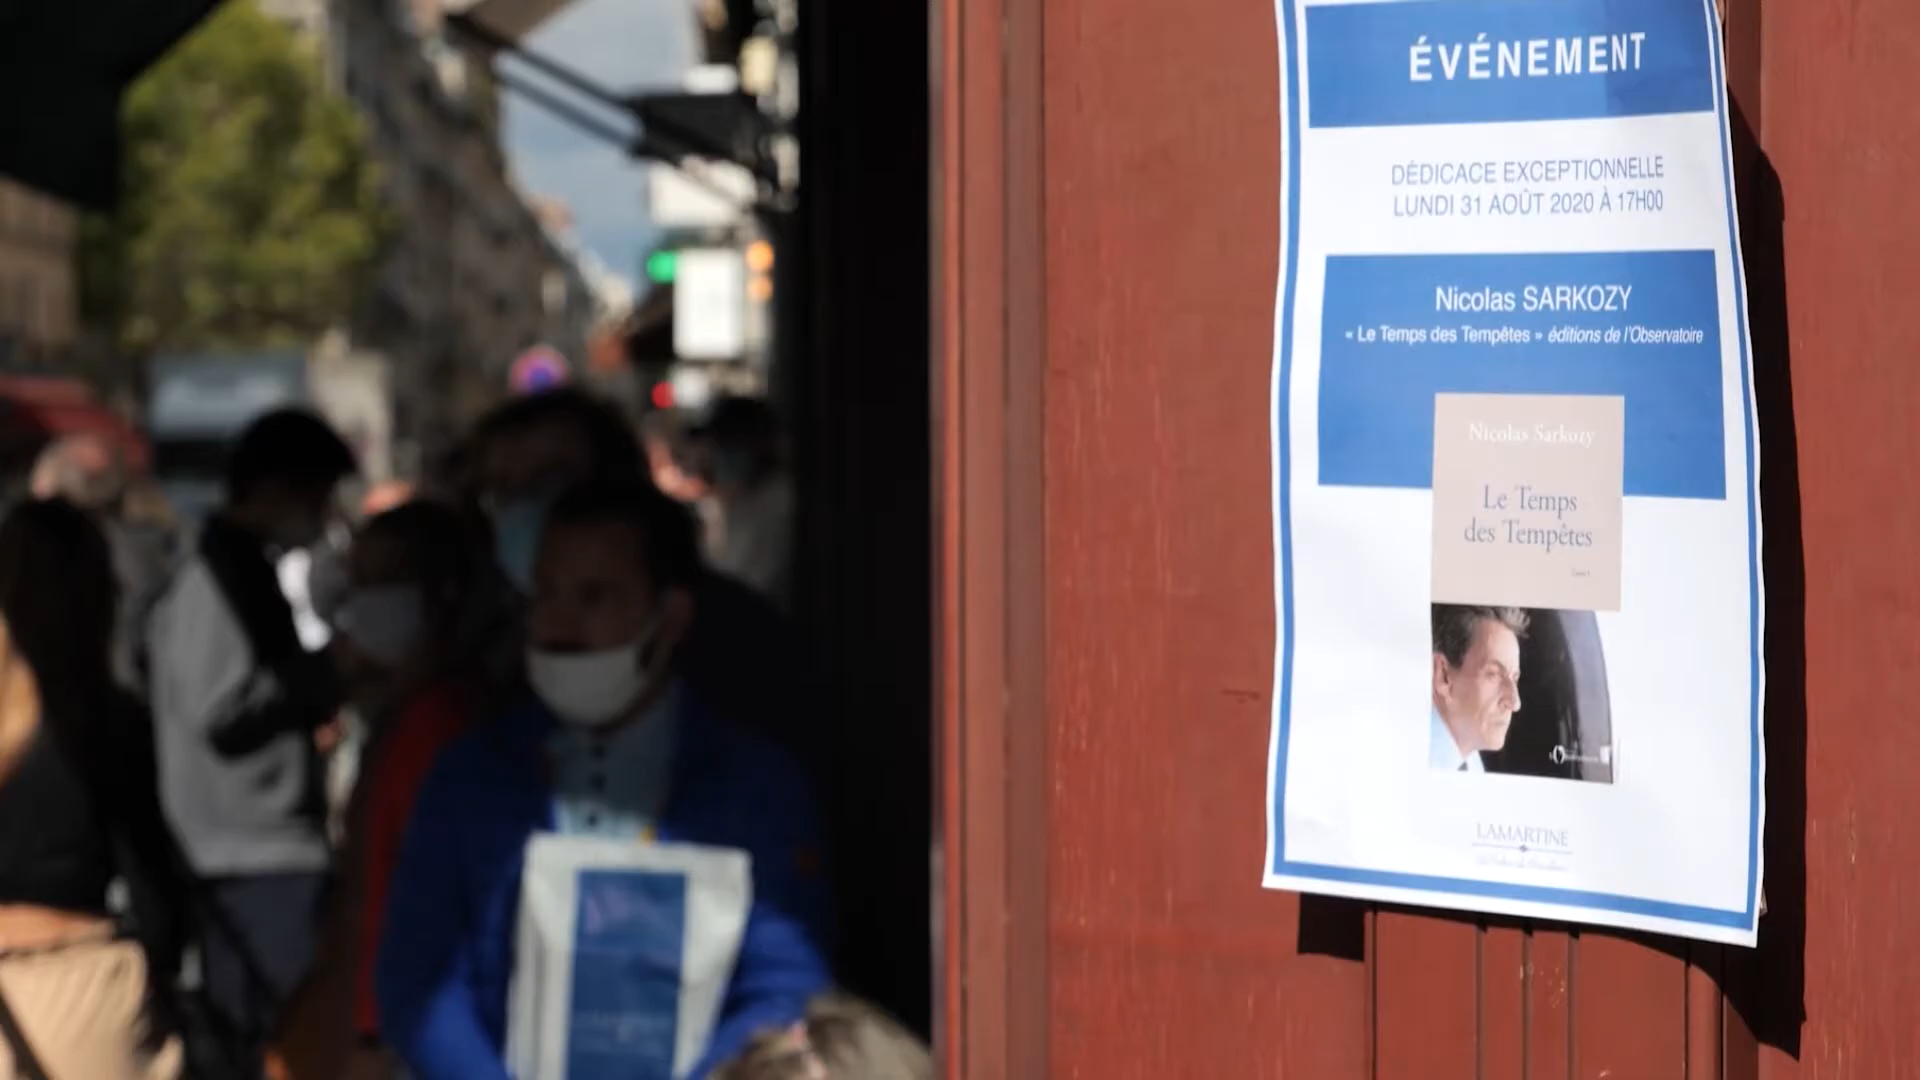 ÉVÉNEMENT
DÉDICACE EXCEPTIONNELLE
LUNDI 31 AOÛT 2020 À 17H00
Nicolas SARKOZY
« Le Temps des Tempêtes » éditions de l'Observatoire
Nicolas Sarkozy
Le Temps
des Tempêtes
LAMARTINE